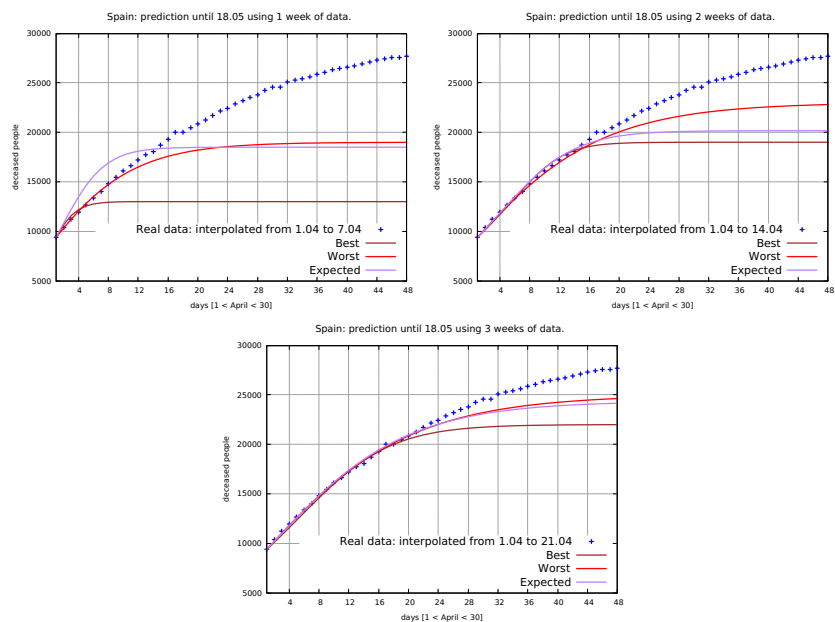 Spain: prediction until 18.05 using 1 week of data.
30000
25000
20000
15000
10000
5000
deceased people
Real data: interpolated from 1.04 to 7.04
Best
Worst
Expected
4 8 12 16 20 24 28 32 36 40 44 48
days [1 < April < 30]
Spain: prediction until 18.05 using 2 weeks of data.
30000
25000
20000
15000
10000
5000
deceased people
Real data: interpolated from 1.04 to 14.04
Best
Worst
Expected
4 8 12 16 20 24 28 32 36 40 44 48
days [1 < April < 30]
Spain: prediction until 18.05 using 3 weeks of data.
30000
25000
20000
15000
10000
5000
deceased people
Real data: interpolated from 1.04 to 21.04
Best
Worst
Expected
4 8 12 16 20 24 28 32 36 40 44 48
days [1 < April < 30]